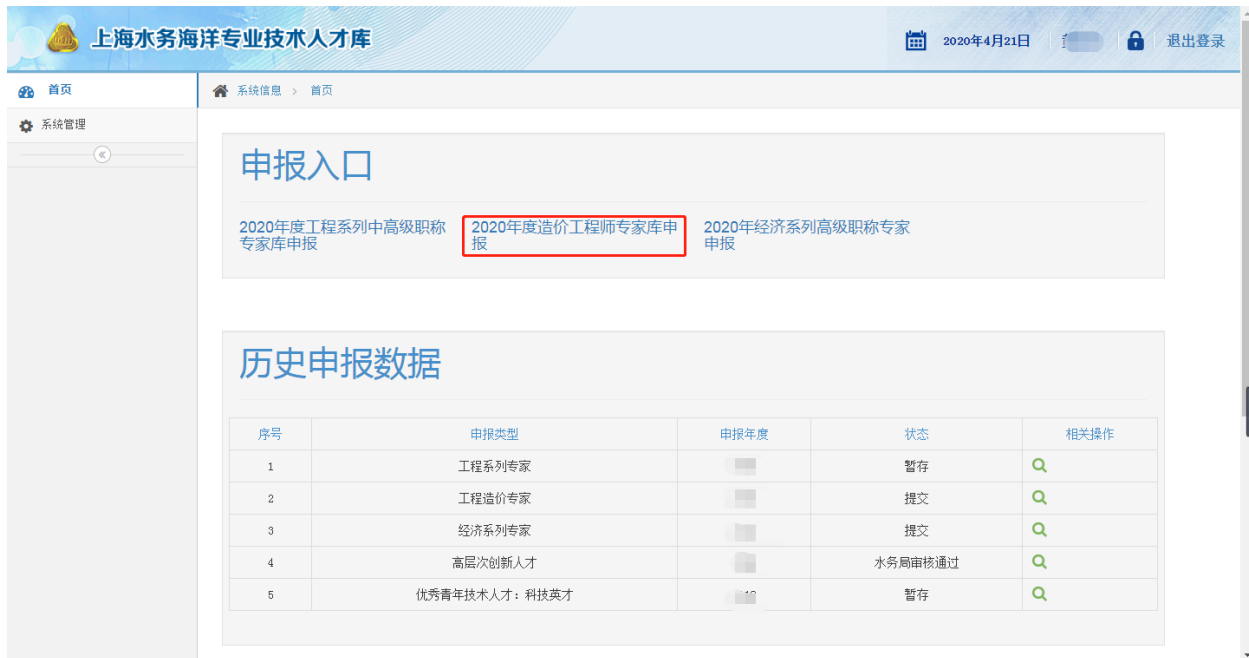 上海水务海洋专业技术人才库
2020年4月21日
退出登录
首页
系统信息 > 首页
系统管理
申报入口
2020年度工程系列中高级职称
专家库申报
2020年度造价工程师专家库申
报
2020年经济系列高级职称专家
申报
历史申报数据
序号 申报类型 申报年度 状态 相关操作
1 工程系列专家 暂存
2 工程造价专家 提交
3 经济系列专家 提交
4 高层次创新人才 水务局审核通过
5 优秀青年技术人才：科技英才 暂存